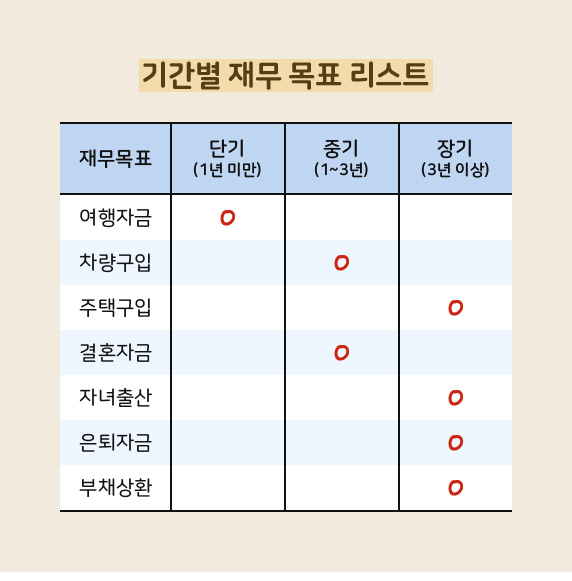 기간별 재무 목표 리스트
재무목표 단기 중기 장기
(1년 미만) (1~3년) (3년 이상)
여행자금 O
차량구입 O
주택구입 O
결혼자금 O
자녀출산 O
은퇴자금 O
부채상환 O